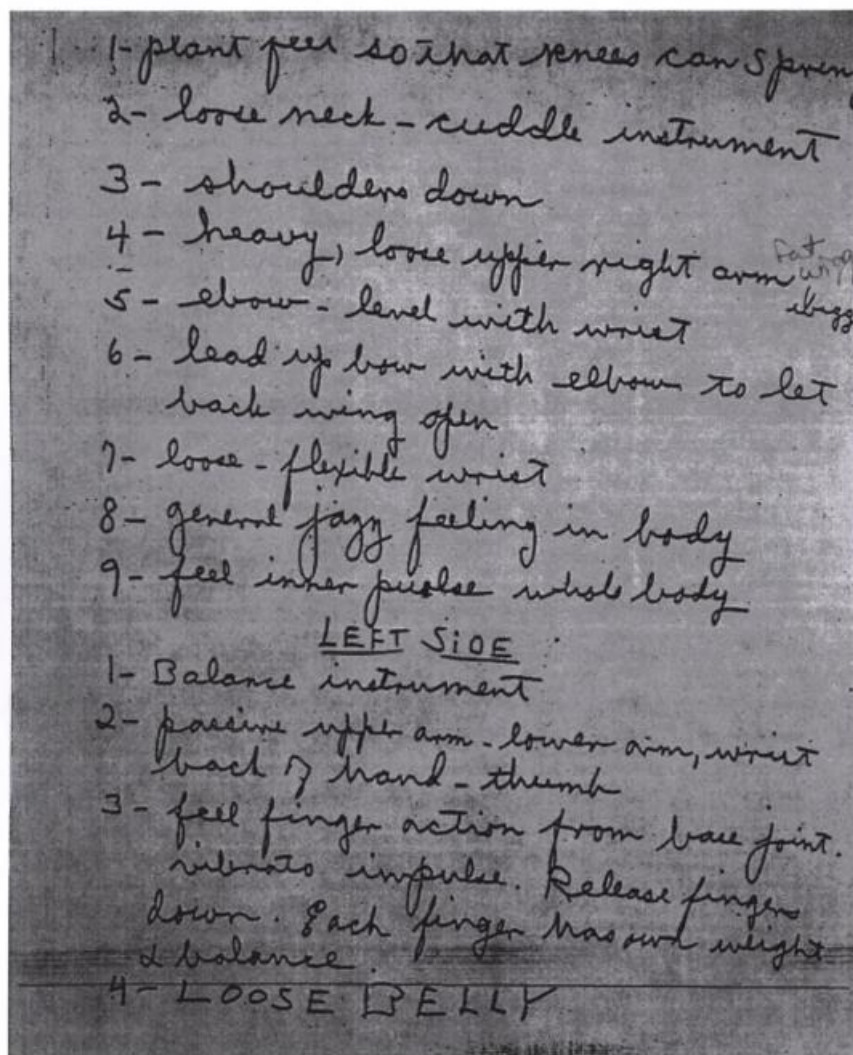 1- plant feet so that knees can spring
2- loose neck - cuddle instrument
3 - shoulders down
4 - heavy, loose upper right arm
5 - ebow - level with wrist
6 - lead up bow with elbow to let
back wing open
7- loose - flexible wrist
8 - general jazz feeling in body
9 - feel inner puolse whole body
LEFT SiDE
1- Balance instrument
2- passive upper arm - lower arm, wrist
back of hand - thumb
3 - feel finger action from base joint.
vibrato impulse. Release fingers
down. Each finger has own weight
& balance.
4 - LOOSE BELLY